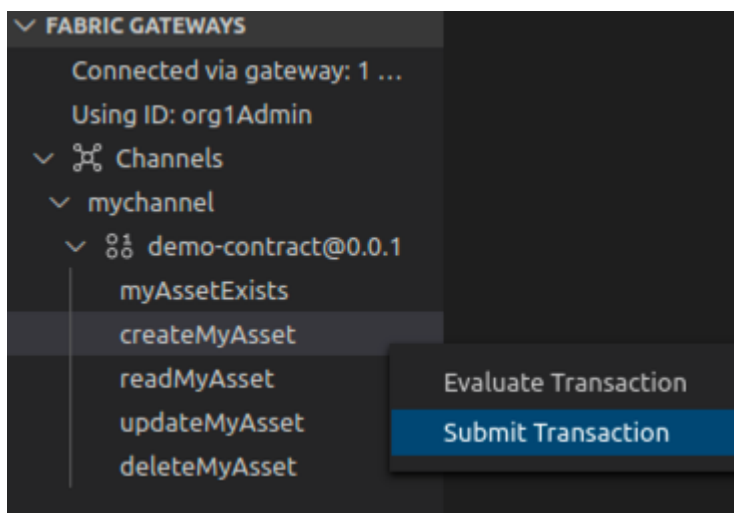 FABRIC GATEWAYS
Connected via gateway: 1 ...
Using ID: org1Admin
Channels
mychannel
demo-contract@0.0.1
myAssetExists
createMyAsset
readMyAsset
Evaluate Transaction
updateMyAsset
Submit Transaction
deleteMyAsset